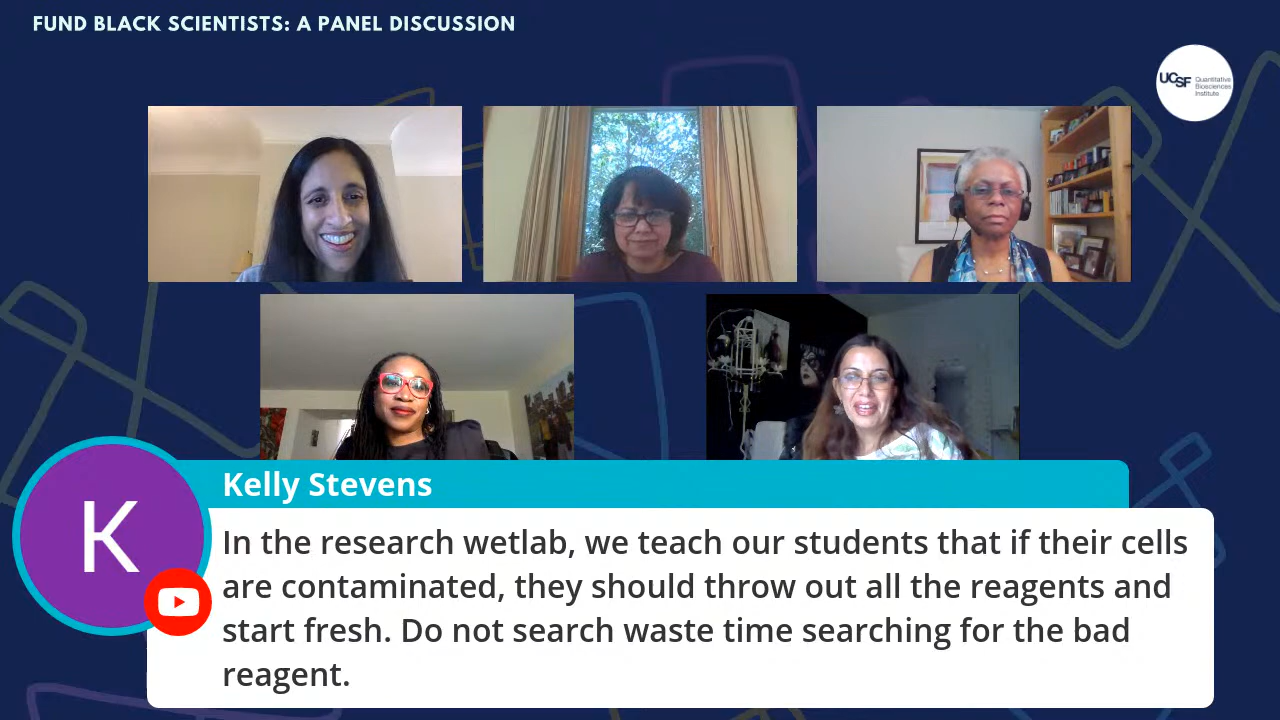 FUND BLACK SCIENTISTS: A PANEL DISCUSSION
UCSF Quantitative
Biosciences
Institute
K
Kelly Stevens
In the research wetlab, we teach our students that if their cells
are contaminated, they should throw out all the reagents and
start fresh. Do not search waste time searching for the bad
reagent.